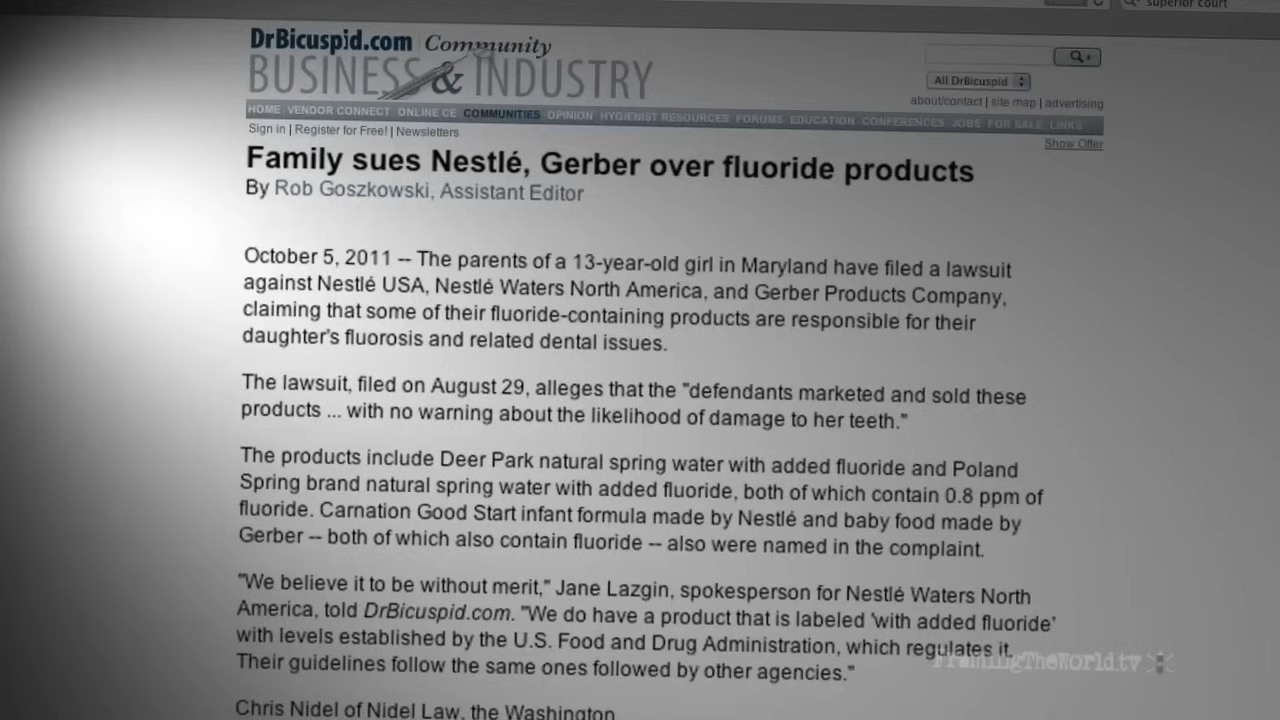 superior court
DrBicuspid.com Community
BUSINESS & INDUSTRY
All DrBicuspid
about/contact | site map | advertising
HOME VENDOR CONNECT ONLINE CE COMMUNITIES OPINION HYGIENIST RESOURCES FORUMS EDUCATION CONFERENCES JOBS FOR SALE LINKS
Sign in | Register for Free! | Newsletters
Show Offer
Family sues Nestlé, Gerber over fluoride products
By Rob Goszkowski, Assistant Editor
October 5, 2011 -- The parents of a 13-year-old girl in Maryland have filed a lawsuit
against Nestlé USA, Nestlé Waters North America, and Gerber Products Company,
claiming that some of their fluoride-containing products are responsible for their
daughter's fluorosis and related dental issues.
The lawsuit, filed on August 29, alleges that the "defendants marketed and sold these
products ... with no warning about the likelihood of damage to her teeth."
The products include Deer Park natural spring water with added fluoride and Poland
Spring brand natural spring water with added fluoride, both of which contain 0.8 ppm of
fluoride. Carnation Good Start infant formula made by Nestlé and baby food made by
Gerber -- both of which also contain fluoride -- also were named in the complaint.
"We believe it to be without merit," Jane Lazgin, spokesperson for Nestlé Waters North
America, told DrBicuspid.com. "We do have a product that is labeled 'with added fluoride'
with levels established by the U.S. Food and Drug Administration, which regulates it.
Their guidelines follow the same ones followed by other agencies."
FramingTheWorld.tv
Chris Nidel of Nidel Law, the Washington